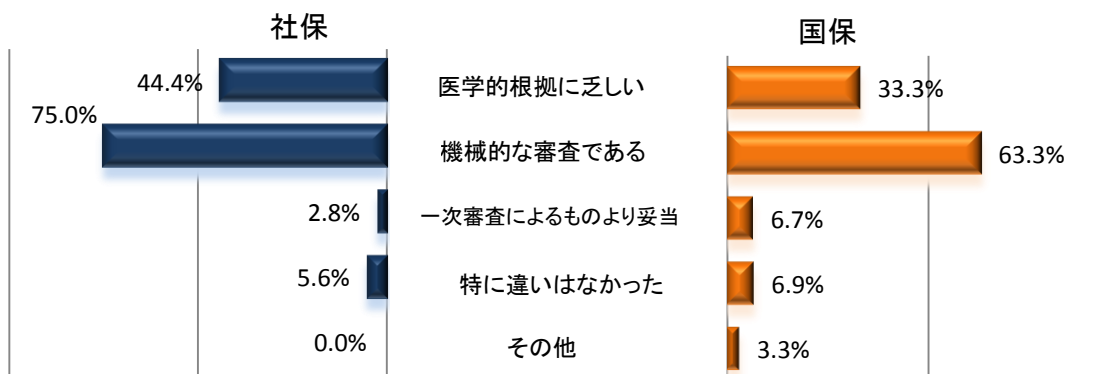 社保
国保
44.4%
医学的根拠に乏しい
33.3%
75.0%
機械的な審査である
63.3%
2.8%
一次審査によるものより妥当
6.7%
5.6%
特に違いはなかった
6.9%
0.0%
その他
3.3%